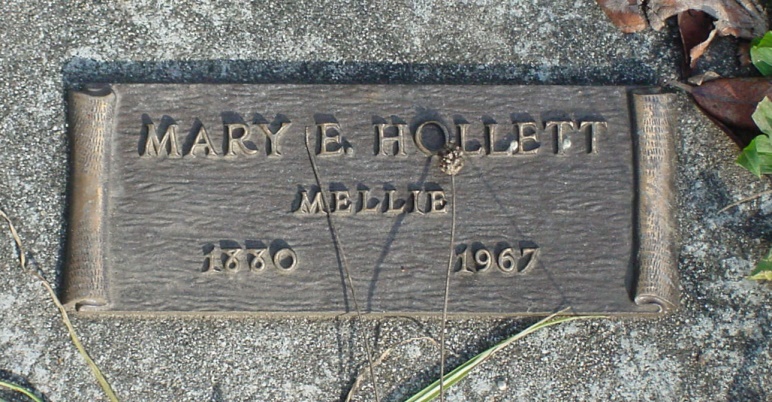 MARY E. HOLLETT
MELLIE
1880 1967